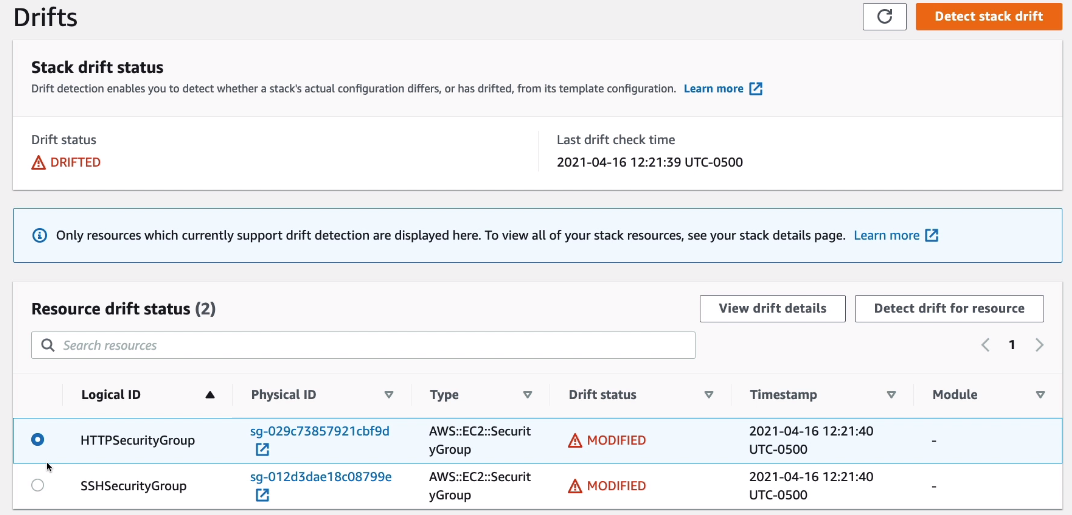 Drifts
Detect stack drift
Stack drift status
Drift detection enables you to detect whether a stack's actual configuration differs, or has drifted, from its template configuration. Learn more
Drift status
Last drift check time
DRIFTED
2021-04-16 12:21:39 UTC-0500
Only resources which currently support drift detection are displayed here. To view all of your stack resources, see your stack details page. Learn more
Resource drift status (2)
View drift details
Detect drift for resource
Search resources
1
Logical ID
Physical ID
Type
Drift status
Timestamp
Module
HTTPSecurityGroup
sg-029c73857921cbf9d
AWS::EC2::Securit
yGroup
MODIFIED
2021-04-16 12:21:40
UTC-0500
-
SSHSecurityGroup
sg-012d3dae18c08799e
AWS::EC2::Securit
yGroup
MODIFIED
2021-04-16 12:21:40
UTC-0500
-